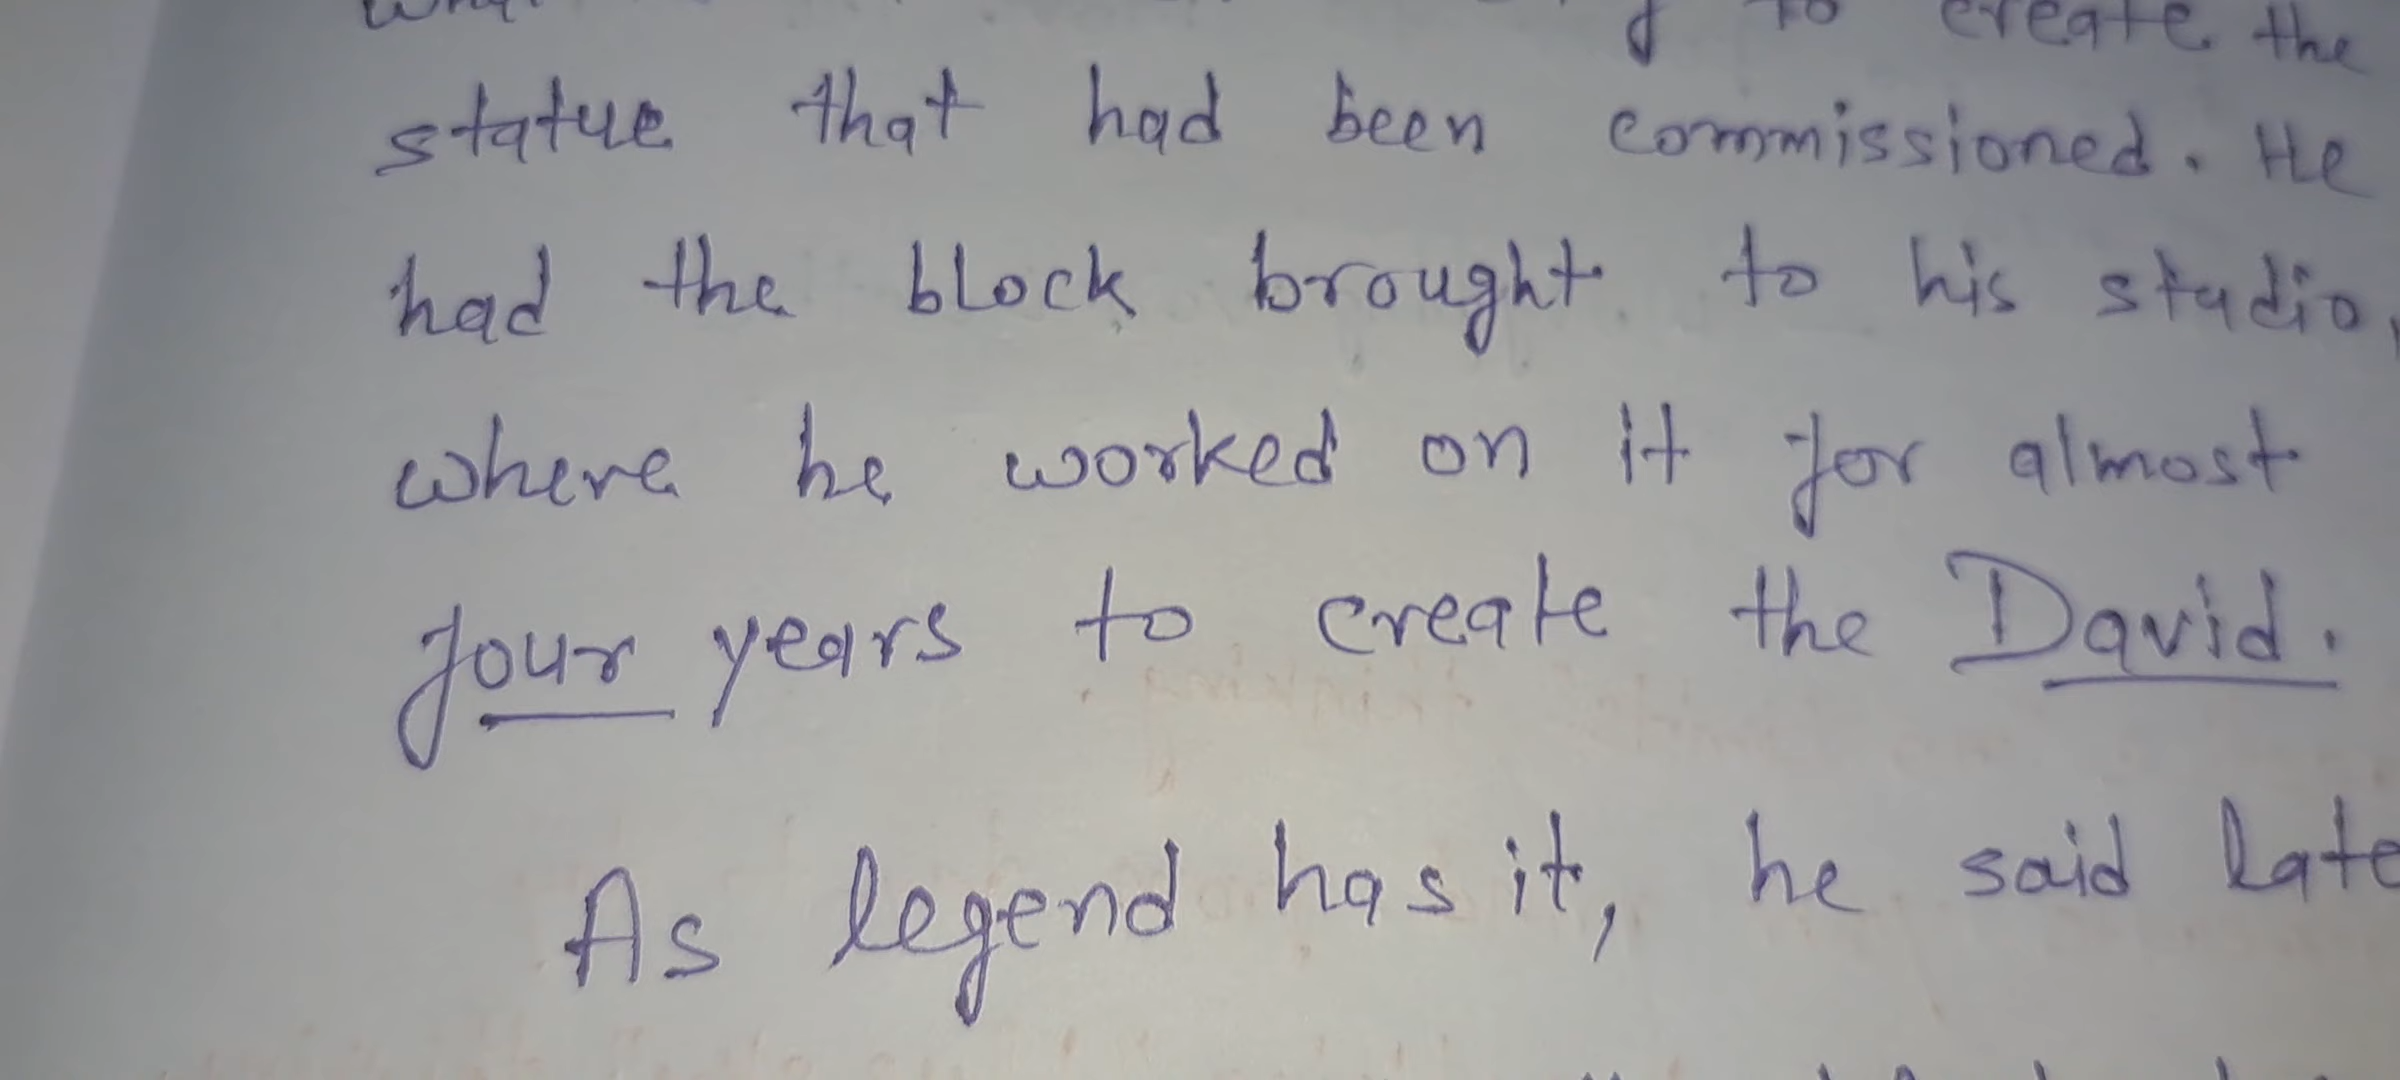 to create the
statue that had been commissioned. He
had the block brought to his studio,
where he worked on it for almost
four years to create the David.
As legend has it, he said late